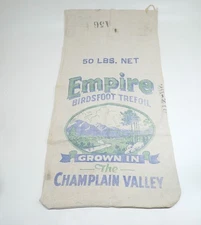 50 LBS. NET
Empire
BIRDSFOOT TREFOIL
GROWN IN
The
CHAMPLAIN VALLEY